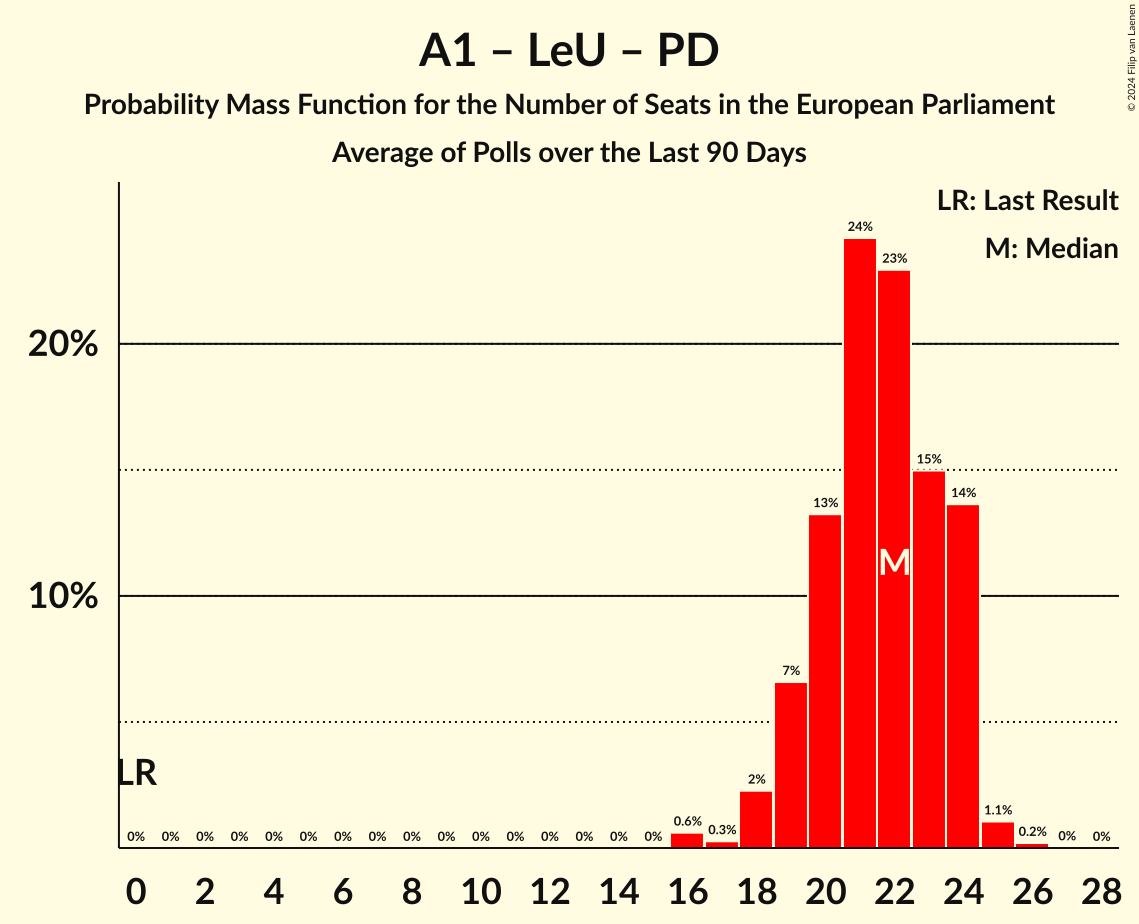 A1 – LeU – PD
Probability Mass Function for the Number of Seats in the European Parliament
Average of Polls over the Last 90 Days
© 2024 Filip van Laenen
LR: Last Result
M: Median
24%
23%
20%
15%
14%
13%
M
10%
7%
LR
2%
0% 0% 0% 0% 0% 0% 0% 0% 0% 0% 0% 0% 0% 0% 0% 0% 0.6% 0.3% 1.1% 0.2% 0% 0%
0 2 4 6 8 10 12 14 16 18 20 22 24 26 28